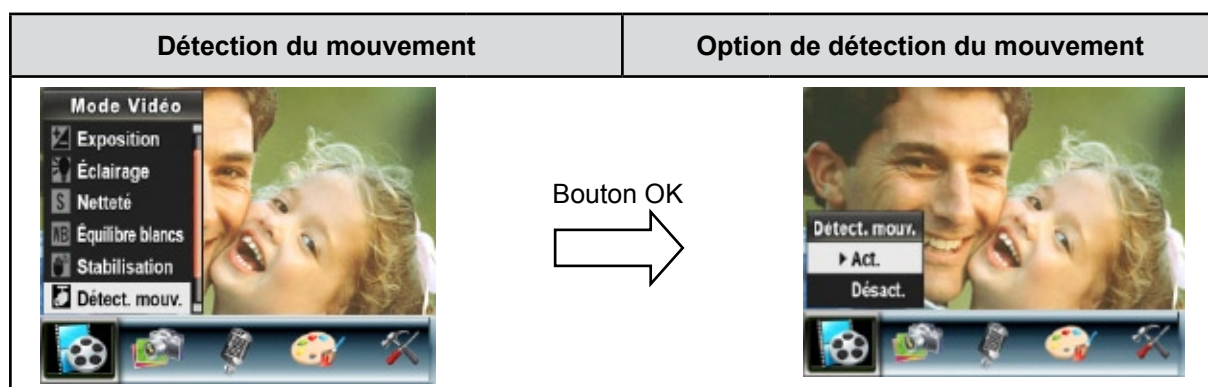 Détection du mouvement
Option de détection du mouvement
Mode Vidéo
Exposition
Éclairage
S Netteté
WB Équilibre blancs
Stabilisation
Détect. mouv.
Bouton OK
Détect. mouv.
Act.
Désact.